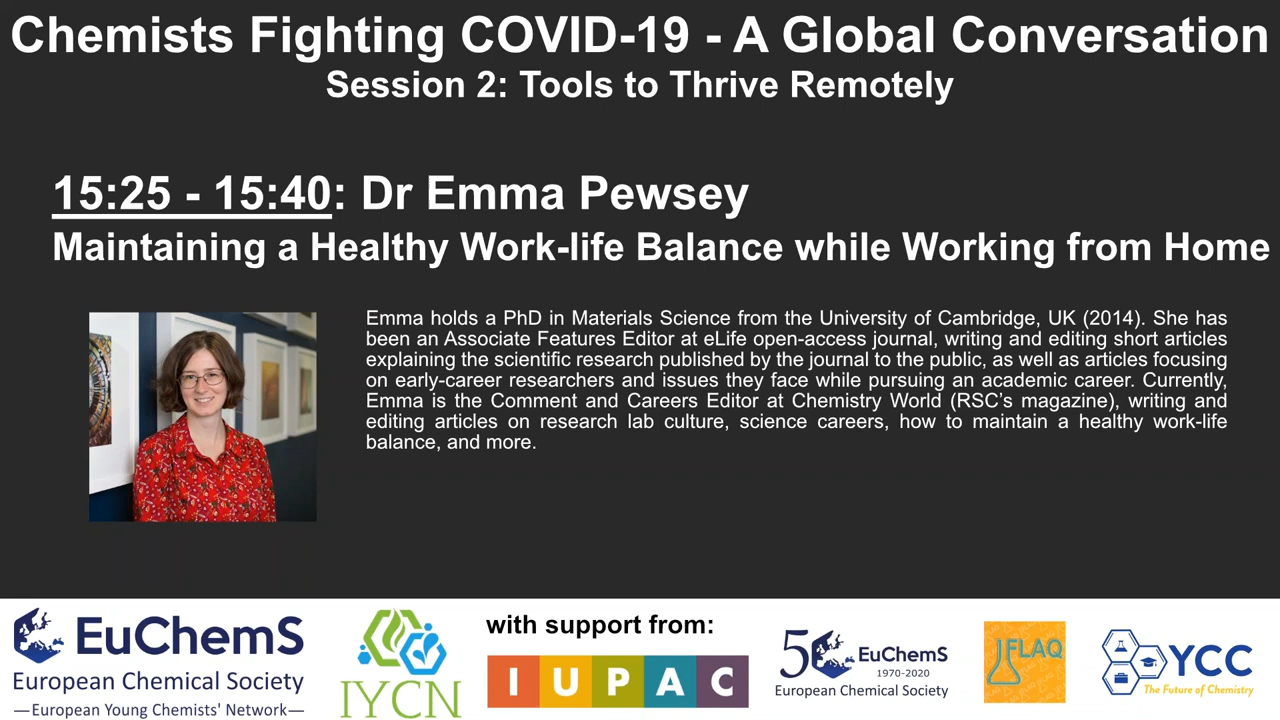 Chemists Fighting COVID-19 - A Global Conversation
Session 2: Tools to Thrive Remotely
15:25 - 15:40: Dr Emma Pewsey
Maintaining a Healthy Work-life Balance while Working from Home
Emma holds a PhD in Materials Science from the University of Cambridge, UK (2014). She has
been an Associate Features Editor at eLife open-access journal, writing and editing short articles
explaining the scientific research published by the journal to the public, as well as articles focusing
on early-career researchers and issues they face while pursuing an academic career. Currently,
Emma is the Comment and Careers Editor at Chemistry World (RSC's magazine), writing and
editing articles on research lab culture, science careers, how to maintain a healthy work-life
balance, and more.
EuChemS
European Chemical Society
—European Young Chemists' Network—
IYCN
with support from:
IUPAC
50 EuChemS
1970-2020
European Chemical Society
FLAQ
YCC
The Future of Chemistry